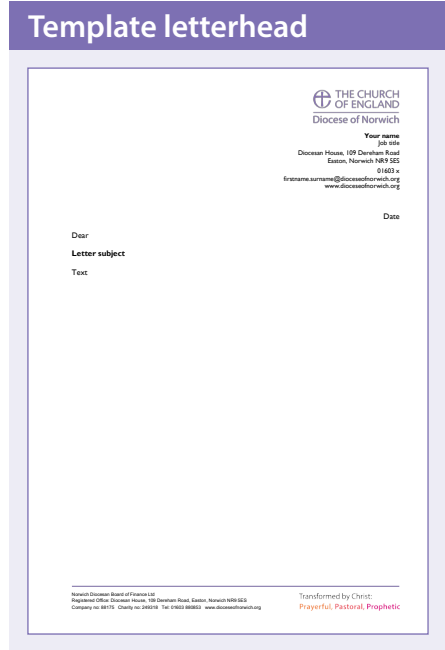 Template letterhead
THE CHURCH
OF ENGLAND
Diocese of Norwich
Your name
Job title
Diocesan House, 109 Dereham Road
Easton, Norwich NR9 5ES
01603 x
firstname.surname@dioceseofnorwich.org
www.dioceseofnorwich.org
Date
Dear
Letter subject
Text
Norwich Diocesan Board of Finance Ltd
Registered Office: Diocesan House, 109 Dereham Road, Easton, Norwich NR9 5ES
Company no: 88175 Charity no: 249318 Tel: 01603 880853 www.dioceseofnorwich.org
Transformed by Christ:
Prayerful, Pastoral, Prophetic